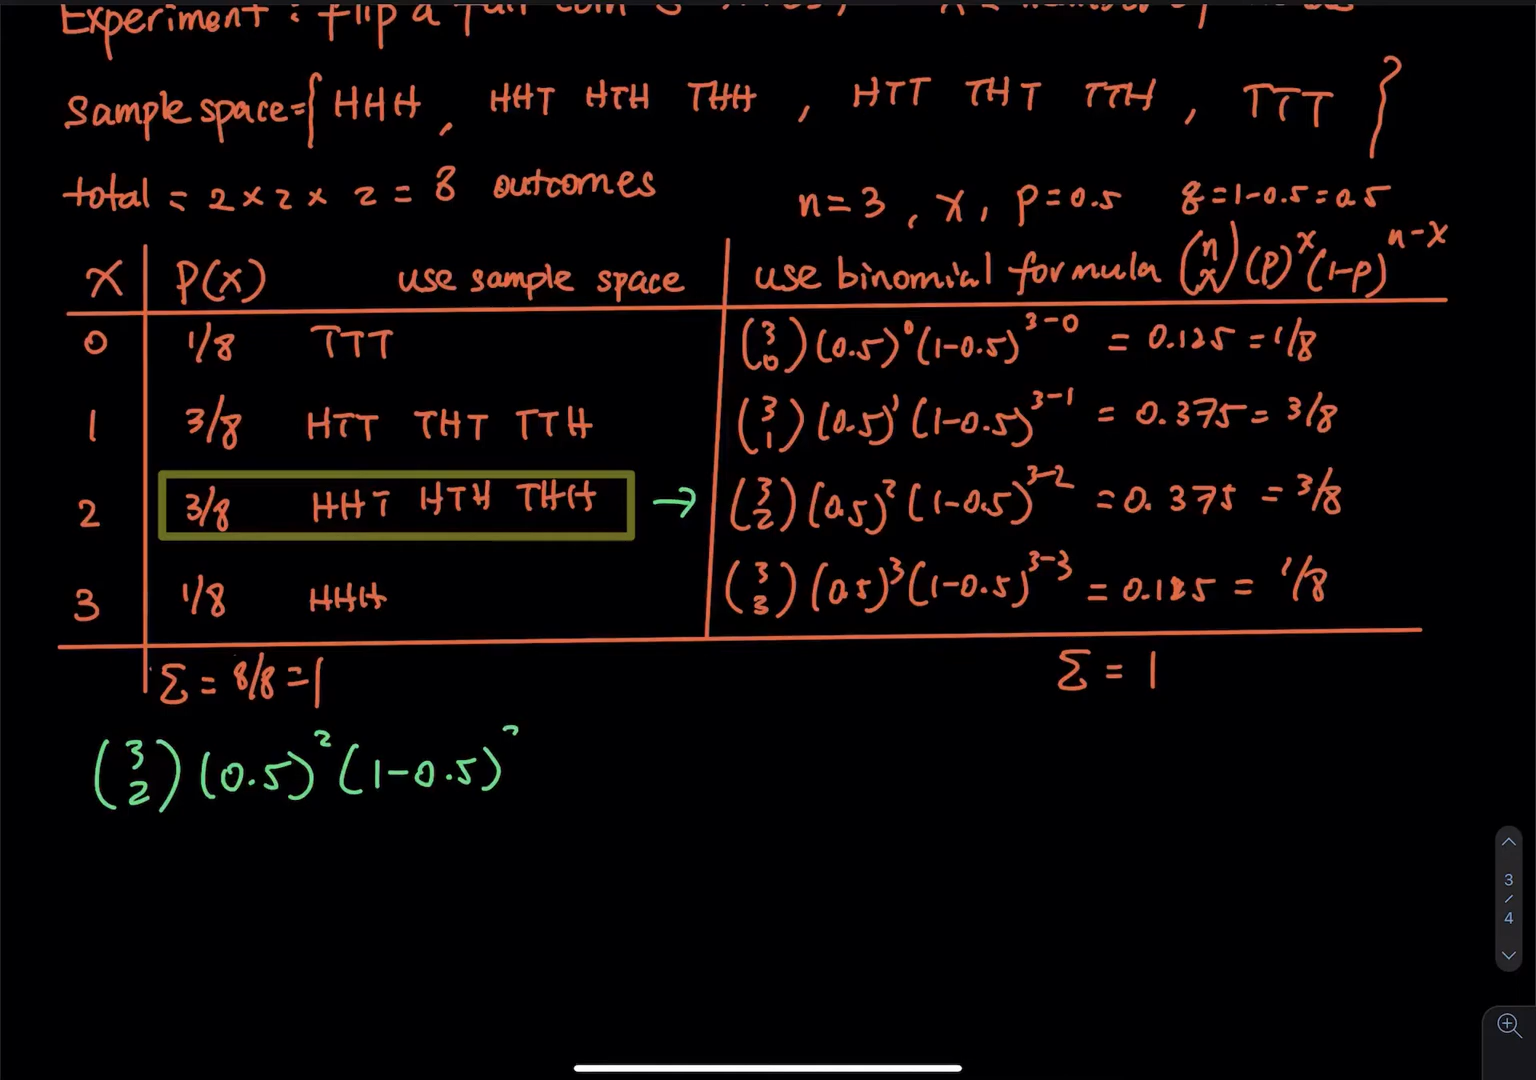 Experiment: flip a fair coin 3
Sample space={ HHH, HHT HTH THH, HTT THT TTH, TTT }
total = 2 x 2 x 2 = 8 outcomes
n=3, x, p=0.5 q=1-0.5=0.5
x P(x) use sample space use binomial formula (n x)(p)^x(1-p)^n-x
0 1/8 TTT (3 0)(0.5)^0(1-0.5)^3-0 = 0.125 = 1/8
1 3/8 HTT THT TTH (3 1)(0.5)^1(1-0.5)^3-1 = 0.375 = 3/8
2 3/8 HHT HTH THH → (3 2)(0.5)^2(1-0.5)^3-2 = 0.375 = 3/8
3 1/8 HHH (3 3)(0.5)^3(1-0.5)^3-3 = 0.125 = 1/8
Σ = 8/8 = 1 Σ = 1
(3 2)(0.5)^2(1-0.5)
3 / 4